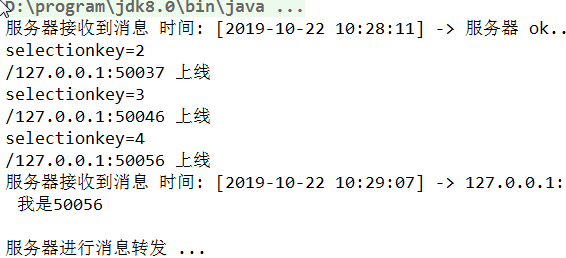 D:\program\jdk8.0\bin\java ...
服务器接收到消息 时间: [2019-10-22 10:28:11] -> 服务器 ok..
selectionkey=2
/127.0.0.1:50037 上线
selectionkey=3
/127.0.0.1:50046 上线
selectionkey=4
/127.0.0.1:50056 上线
服务器接收到消息 时间: [2019-10-22 10:29:07] -> 127.0.0.1:
我是50056
服务器进行消息转发 ...